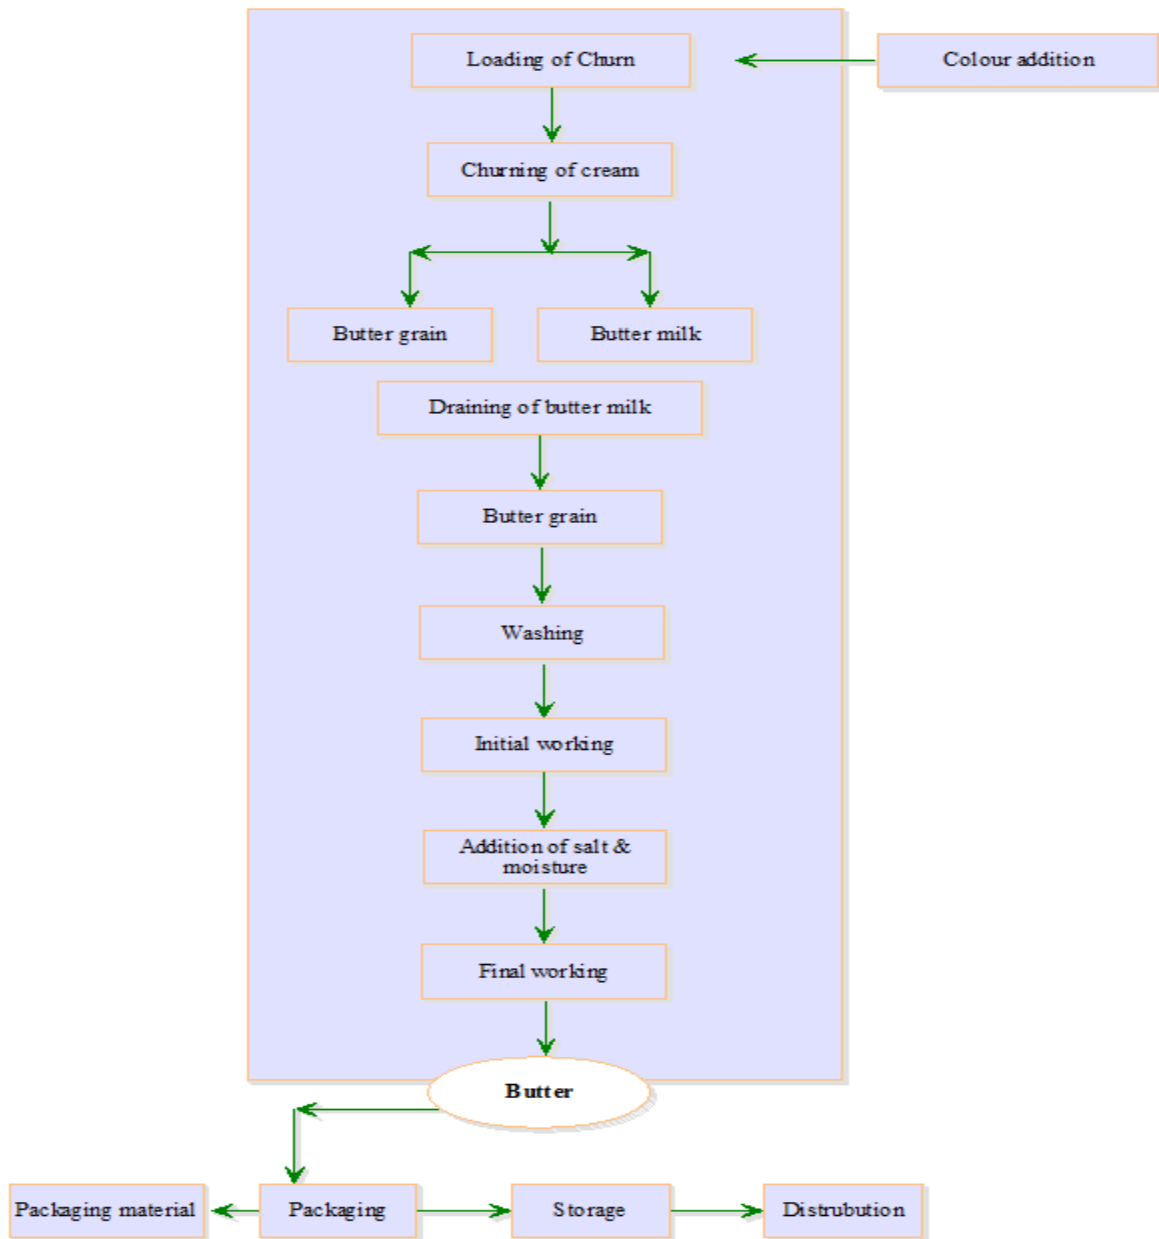 Loading of Churn
Colour addition
Churning of cream
Butter grain
Butter milk
Draining of butter milk
Butter grain
Washing
Initial working
Addition of salt &
moisture
Final working
Butter
Packaging material
Packaging
Storage
Distrubution